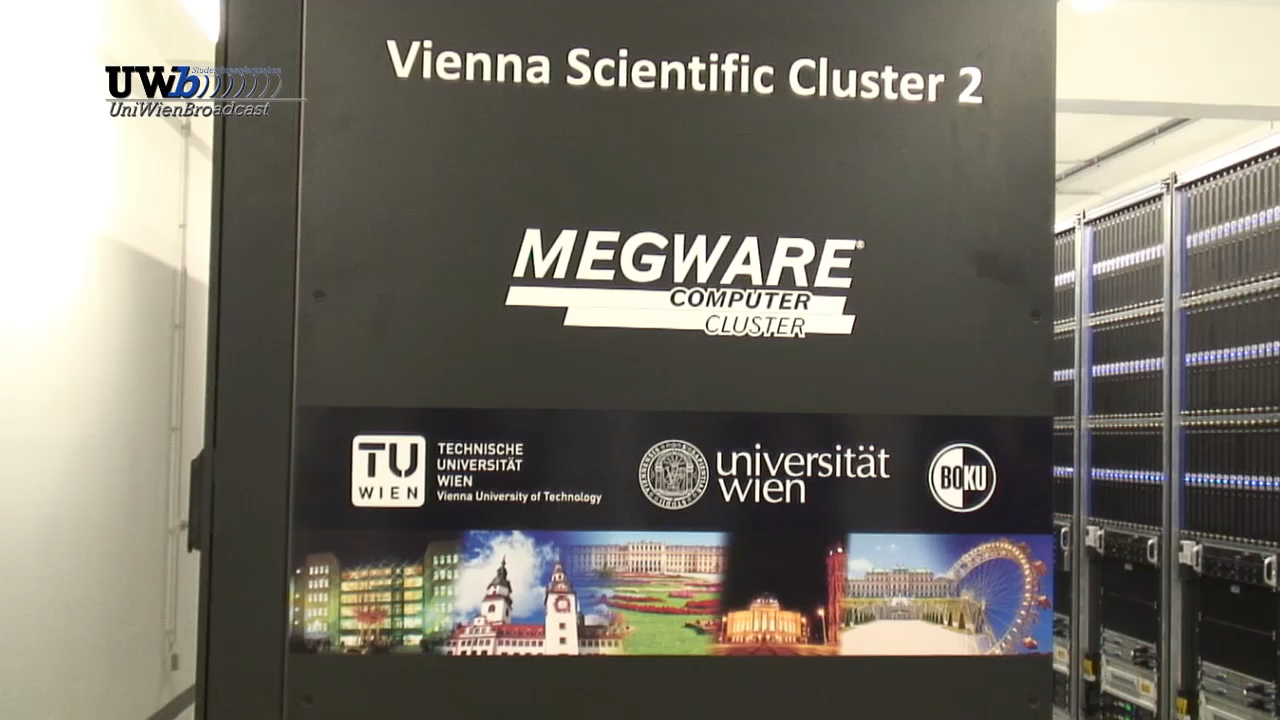 UWb
UniWienBroadcast
Vienna Scientific Cluster 2
MEGWARE®
COMPUTER
CLUSTER
TU
WIEN
TECHNISCHE
UNIVERSITÄT
WIEN
Vienna University of Technology
universität
wien
BOKU